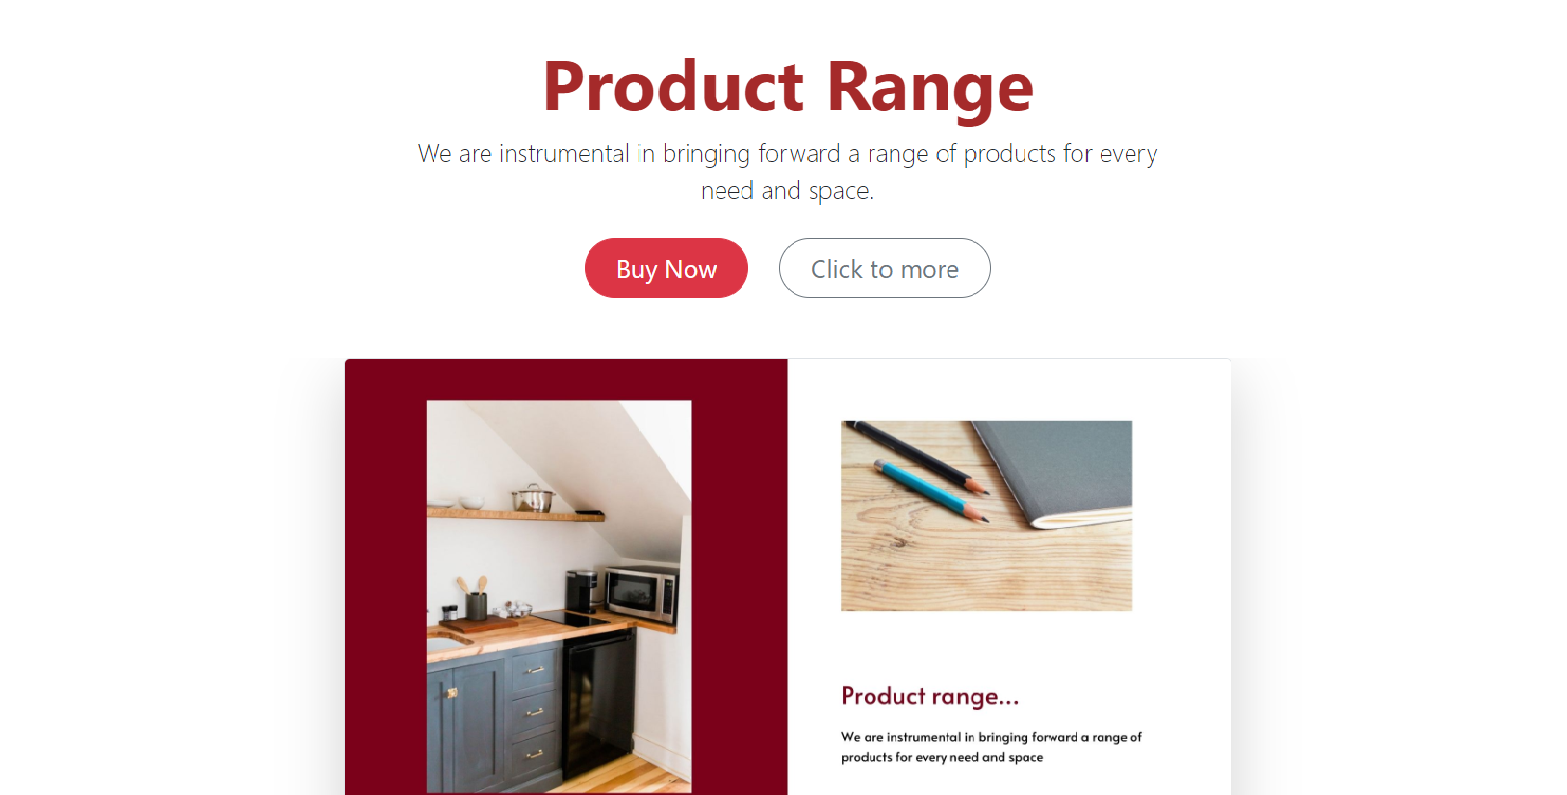 Product Range
We are instrumental in bringing forward a range of products for every
need and space.
Buy Now
Click to more
Product range...
We are instrumental in bringing forward a range of
products for every need and space